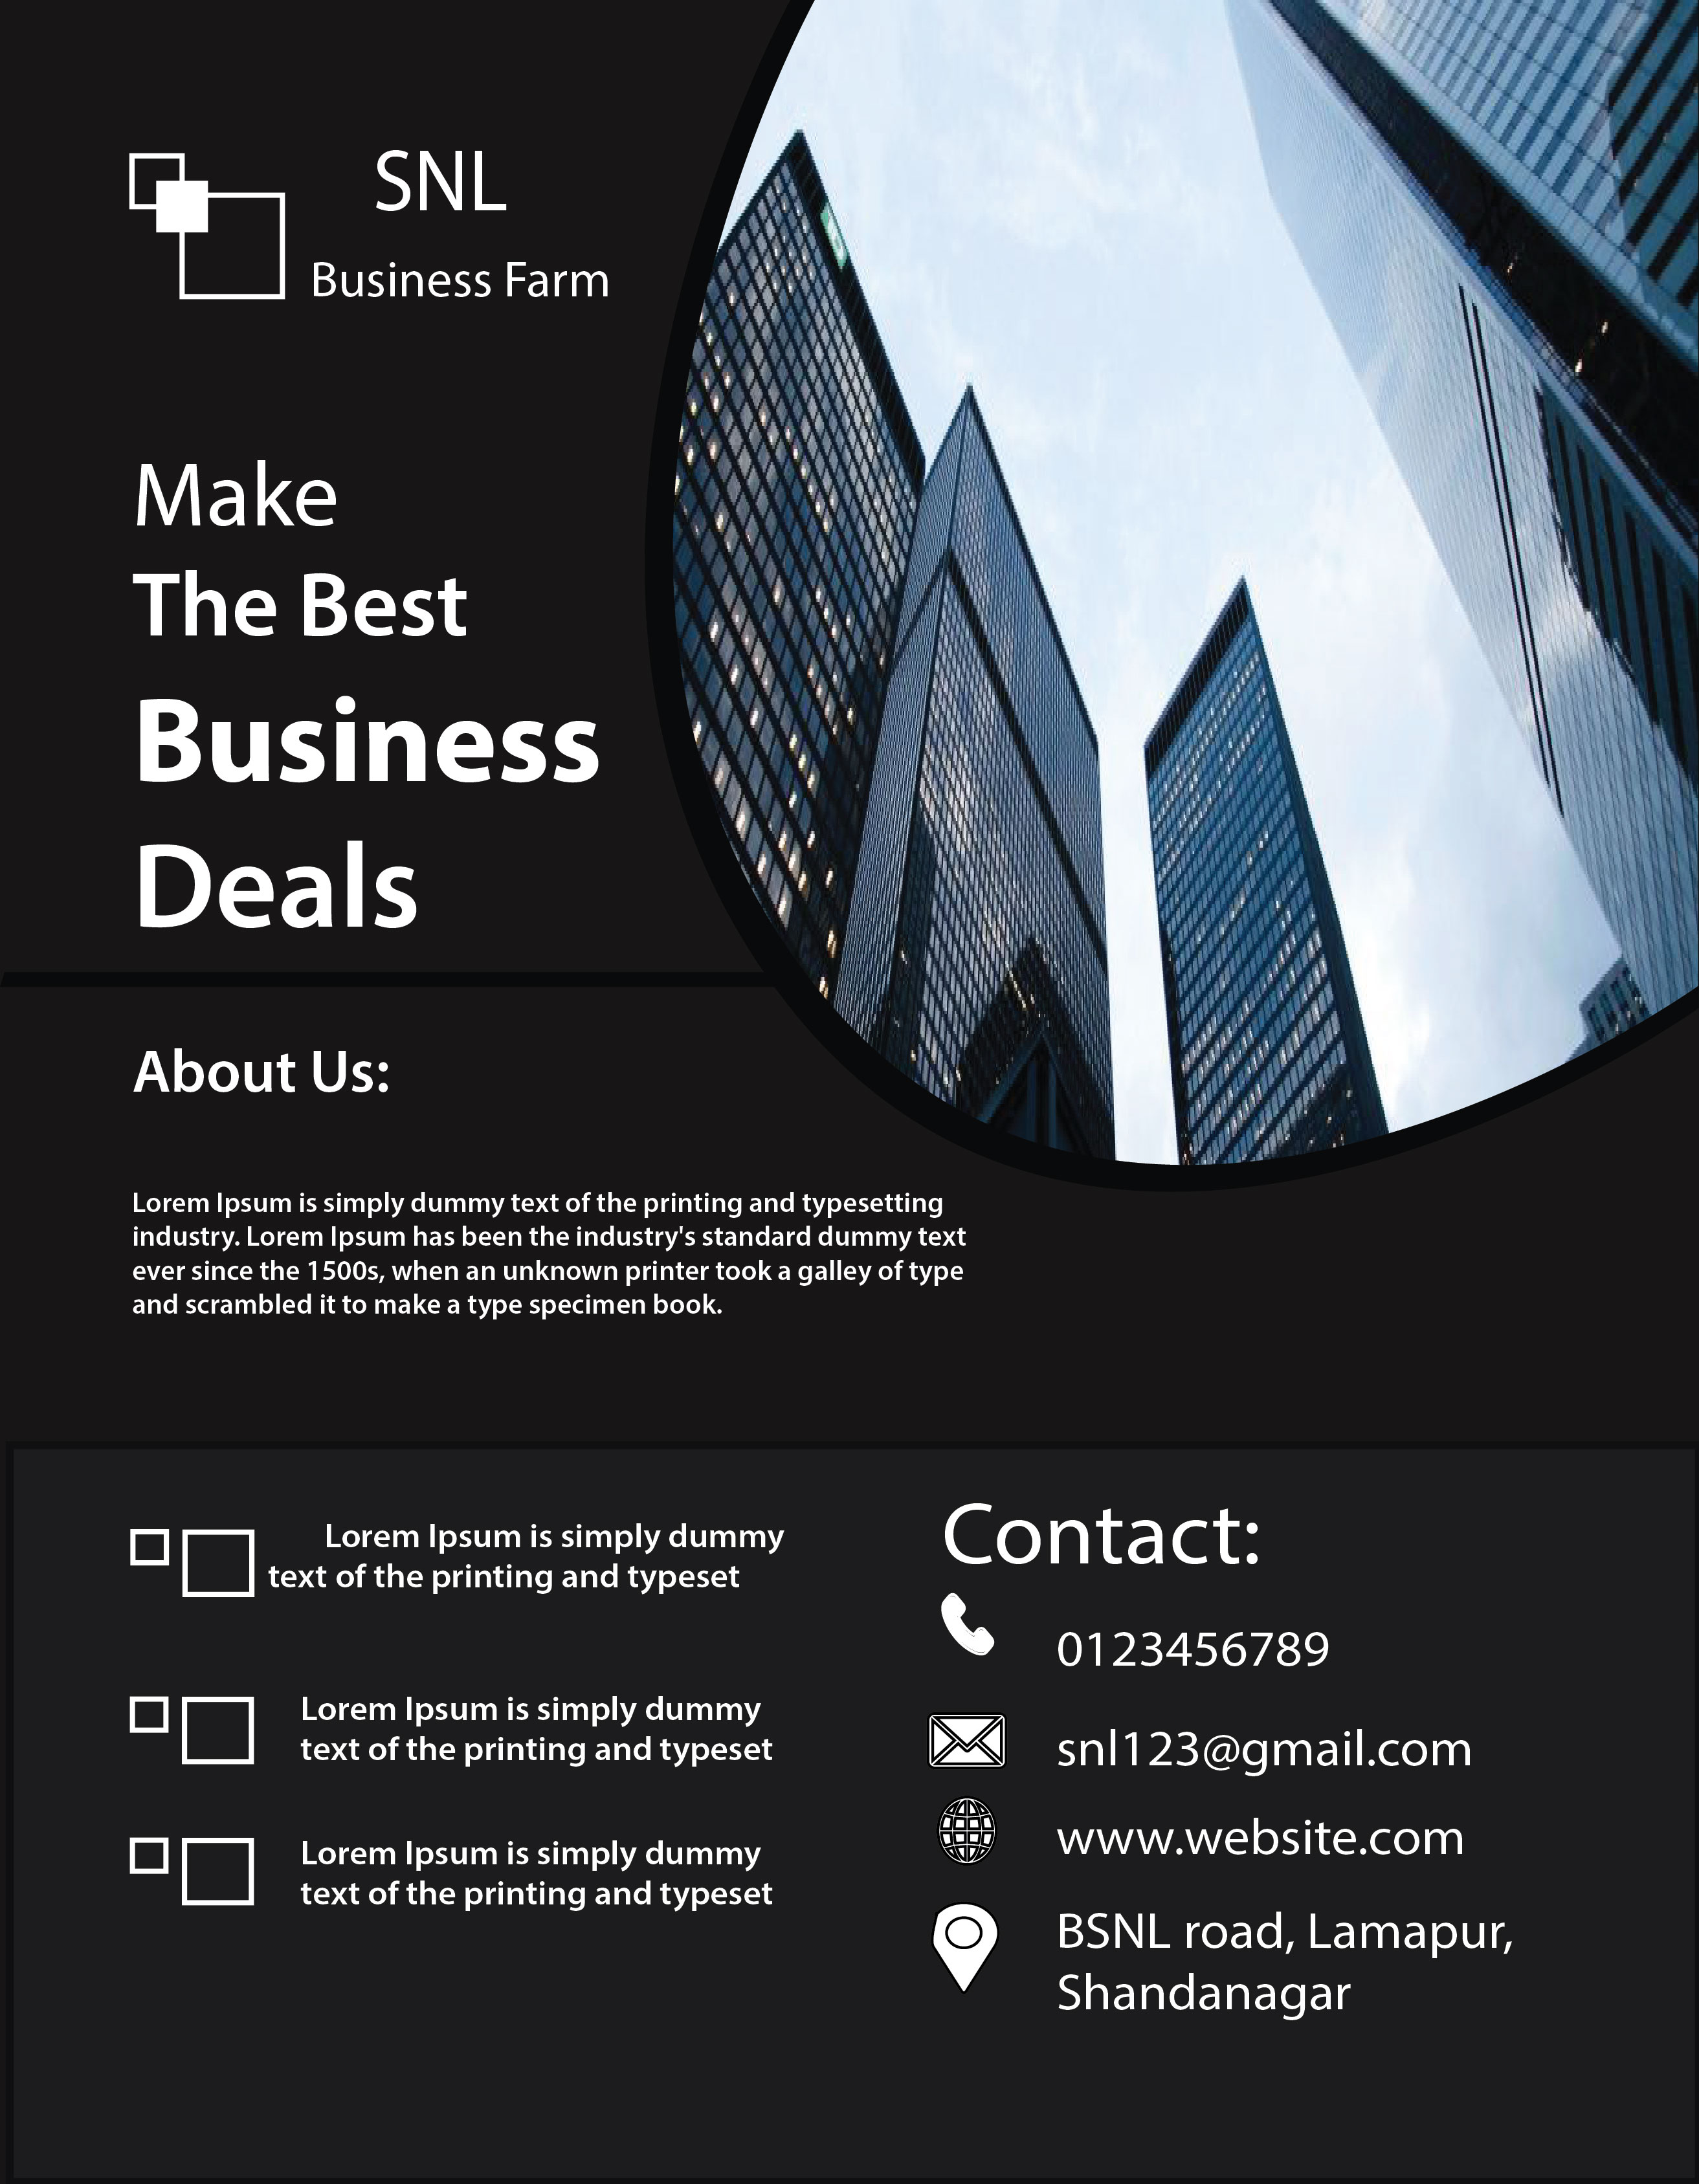 SNL
Business Farm
Make
The Best
Business
Deals
About Us:
Lorem Ipsum is simply dummy text of the printing and typesetting
industry. Lorem Ipsum has been the industry's standard dummy text
ever since the 1500s, when an unknown printer took a galley of type
and scrambled it to make a type specimen book.
Lorem Ipsum is simply dummy
text of the printing and typeset
Lorem Ipsum is simply dummy
text of the printing and typeset
Lorem Ipsum is simply dummy
text of the printing and typeset
Contact:
0123456789
snl123@gmail.com
www.website.com
BSNL road, Lamapur,
Shandanagar